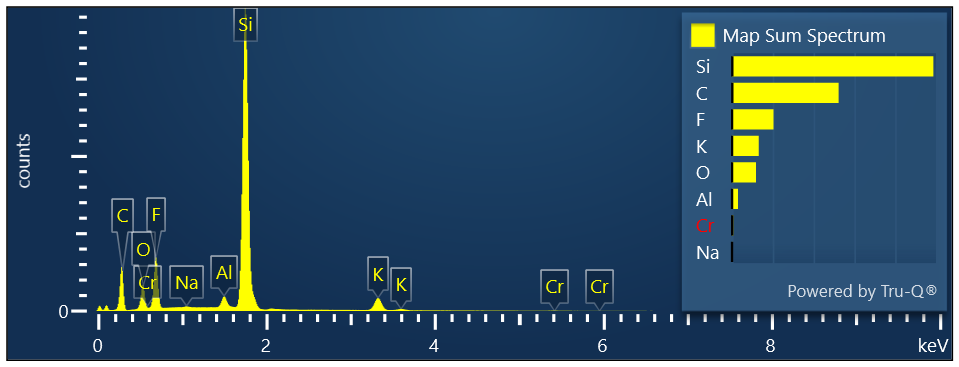 counts
Si
C
F
O
Cr
Na
Al
K
K
Cr
Cr
0
0
2
4
6
8
keV
Map Sum Spectrum
Si
C
F
K
O
Al
Cr
Na
Powered by Tru-Q®